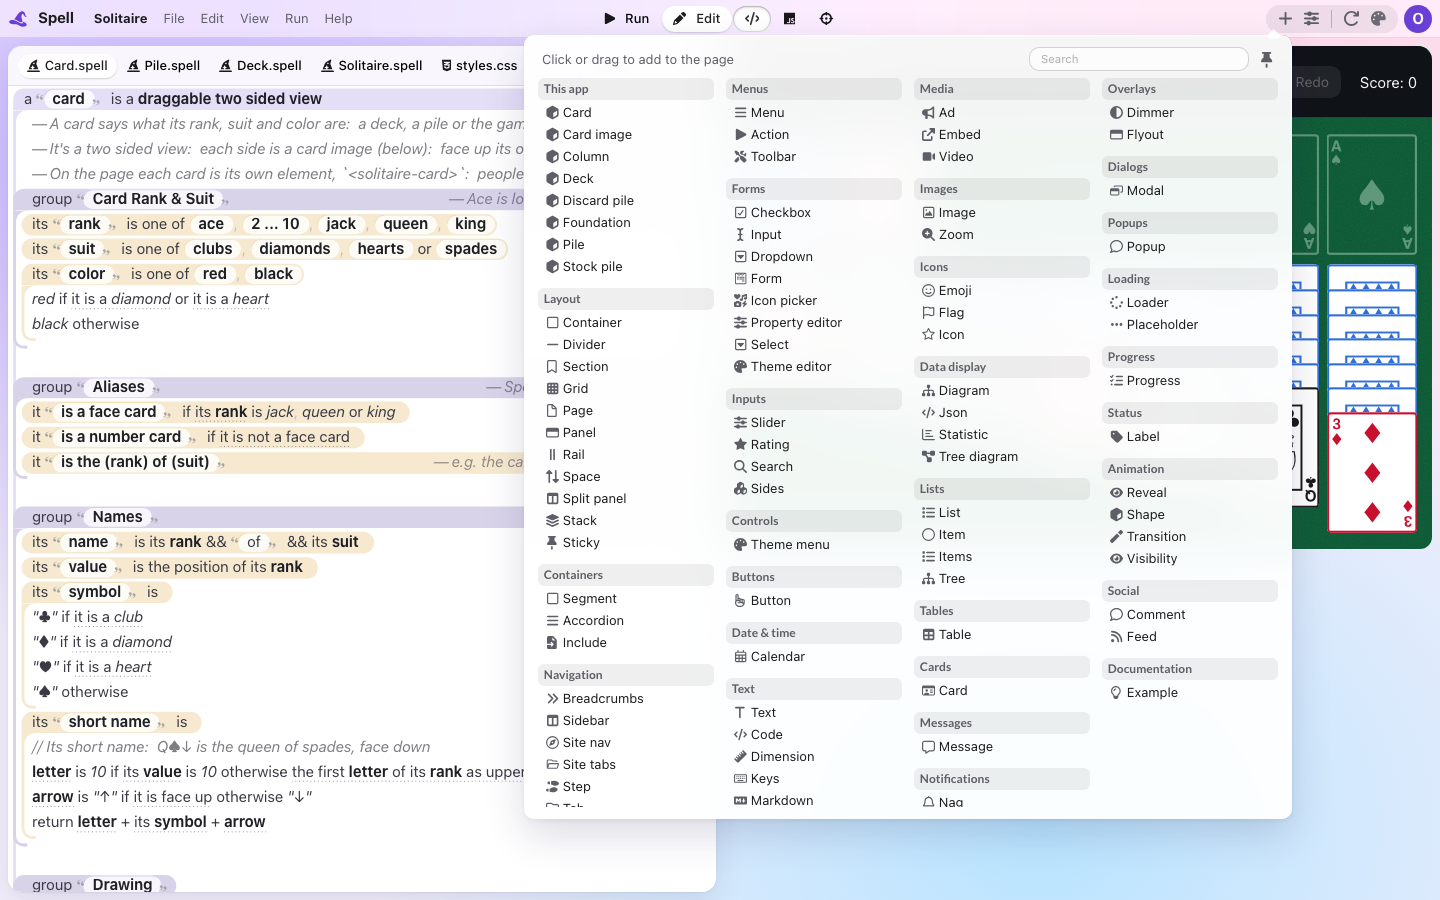 Spell Solitaire File Edit View Run Help
Run Edit </> JS
O
Card.spell Pile.spell Deck.spell Solitaire.spell styles.css
a “ card ” is a draggable two sided view
— A card says what its rank, suit and color are: a deck, a pile or the gam
— It's a two sided view: each side is a card image (below): face up its o
— On the page each card is its own element, `<solitaire-card>`: people
group “ Card Rank & Suit ” — Ace is lo
its “ rank ” is one of ace , 2 ... 10 , jack , queen , king
its “ suit ” is one of clubs , diamonds , hearts or spades
its “ color ” is one of red , black
red if it is a diamond or it is a heart
black otherwise
group “ Aliases ” — Spe
it “ is a face card ” if its rank is jack, queen or king
it “ is a number card ” if it is not a face card
it “ is the (rank) of (suit) ” — e.g. the ca
group “ Names ”
its “ name ” is its rank && “ of ” && its suit
its “ value ” is the position of its rank
its “ symbol ” is
"♣" if it is a club
"♦" if it is a diamond
"♥" if it is a heart
"♠" otherwise
its “ short name ” is
// Its short name: Q♠↓ is the queen of spades, face down
letter is 10 if its value is 10 otherwise the first letter of its rank as upper
arrow is "↑" if it is face up otherwise "↓"
return letter + its symbol + arrow
group “ Drawing ”
Click or drag to add to the page
Search
This app
Card
Card image
Column
Deck
Discard pile
Foundation
Pile
Stock pile
Layout
Container
Divider
Section
Grid
Page
Panel
Rail
Space
Split panel
Stack
Sticky
Containers
Segment
Accordion
Include
Navigation
Breadcrumbs
Sidebar
Site nav
Site tabs
Step
Tab
Menus
Menu
Action
Toolbar
Forms
Checkbox
Input
Dropdown
Form
Icon picker
Property editor
Select
Theme editor
Inputs
Slider
Rating
Search
Sides
Controls
Theme menu
Buttons
Button
Date & time
Calendar
Text
Text
Code
Dimension
Keys
Markdown
Media
Ad
Embed
Video
Images
Image
Zoom
Icons
Emoji
Flag
Icon
Data display
Diagram
Json
Statistic
Tree diagram
Lists
List
Item
Items
Tree
Tables
Table
Cards
Card
Messages
Message
Notifications
Nag
Overlays
Dimmer
Flyout
Dialogs
Modal
Popups
Popup
Loading
Loader
Placeholder
Progress
Progress
Status
Label
Animation
Reveal
Shape
Transition
Visibility
Social
Comment
Feed
Documentation
Example
Redo Score: 0
A
A
A
Q
3
3